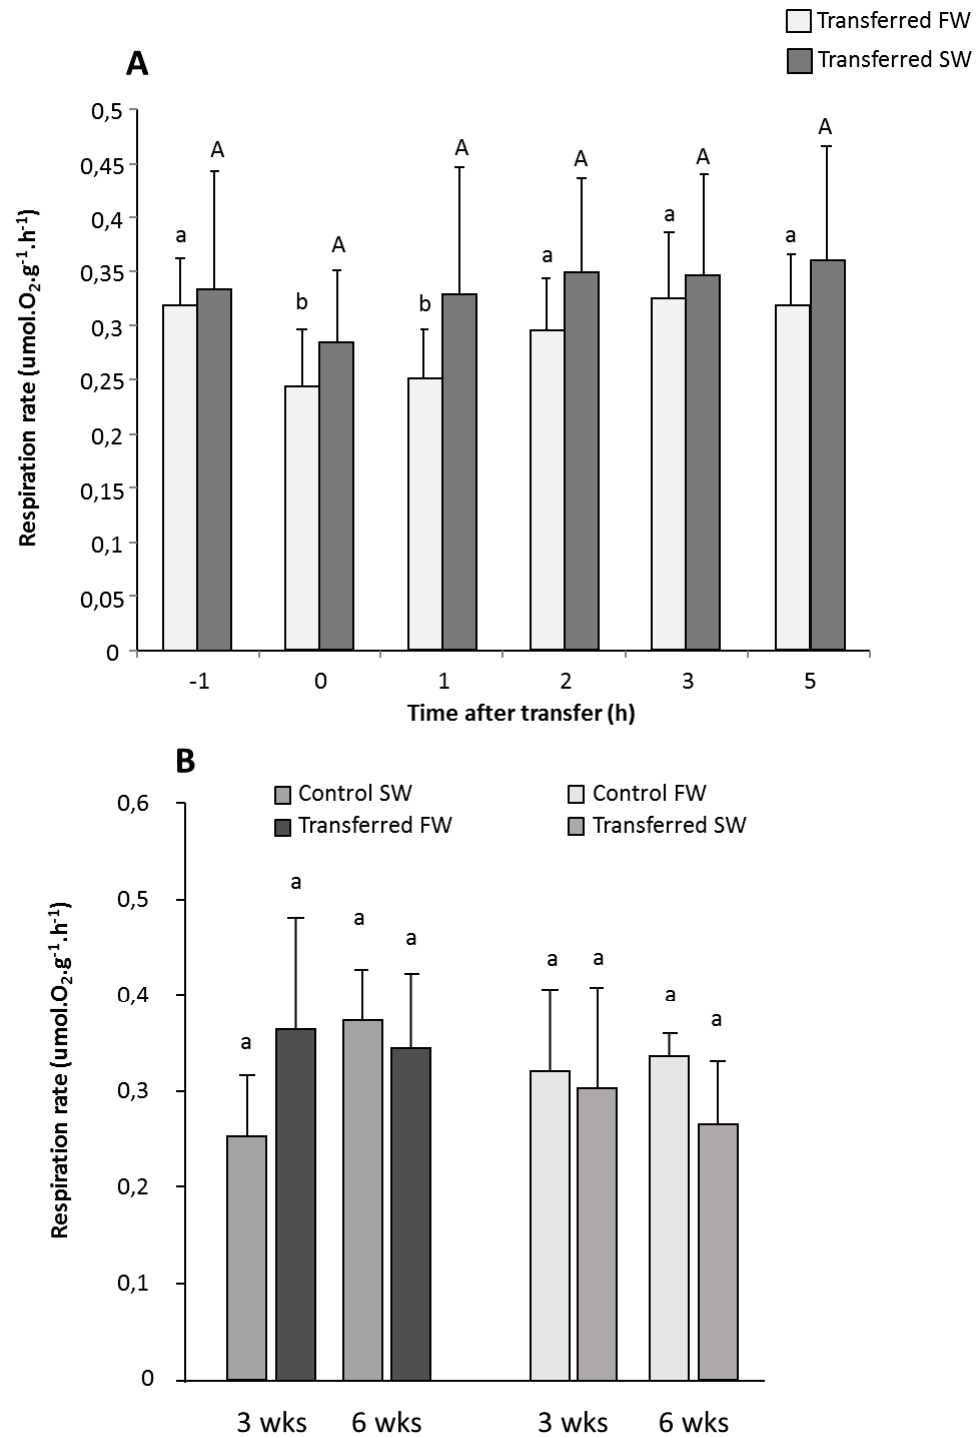 Transferred FW
Transferred SW
A
0,5
0,45
0,4
0,35
0,3
0,25
0,2
0,15
0,1
0,05
0
Respiration rate (umol.O2.g-1.h-1)
a A b A b A a A a A a A
-1 0 1 2 3 5
Time after transfer (h)
B
Control SW Control FW
Transferred FW Transferred SW
0,6
0,5
0,4
0,3
0,2
0,1
0
Respiration rate (umol.O2.g-1.h-1)
a a a a a a a a
3 wks 6 wks 3 wks 6 wks